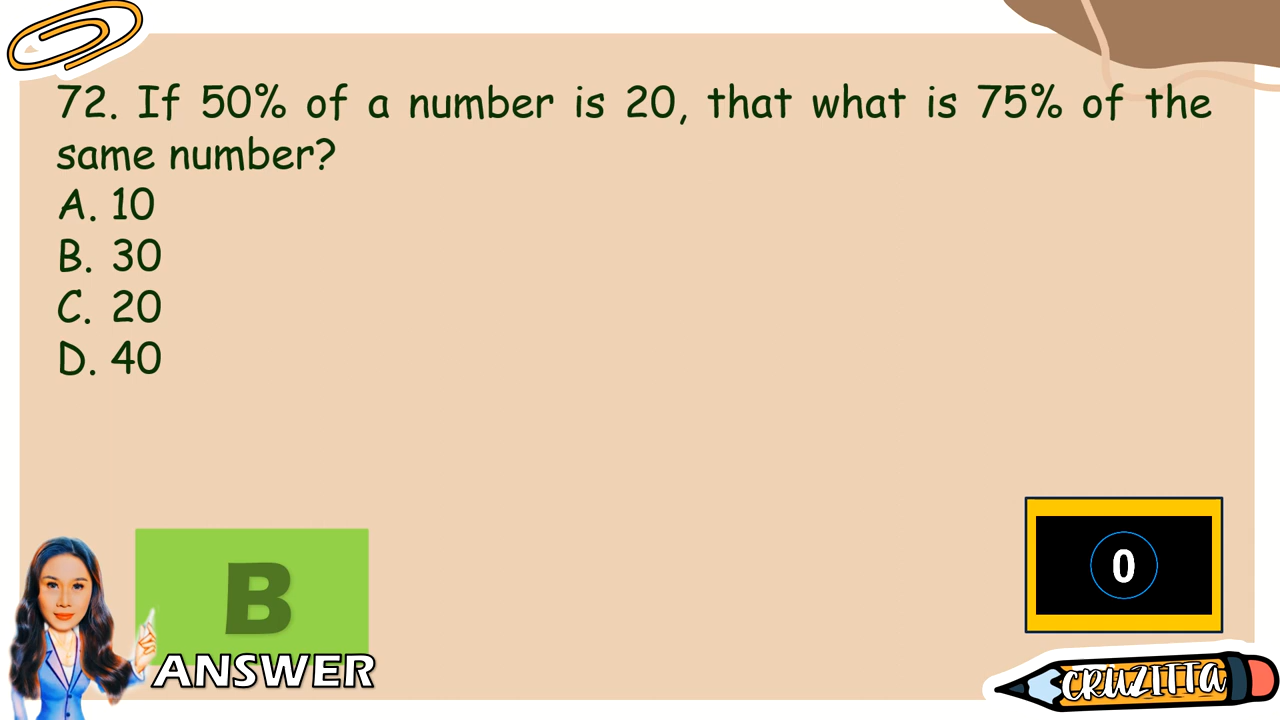 72. If 50% of a number is 20, that what is 75% of the
same number?
A. 10
B. 30
C. 20
D. 40
B
ANSWER
0
CRUZITTA